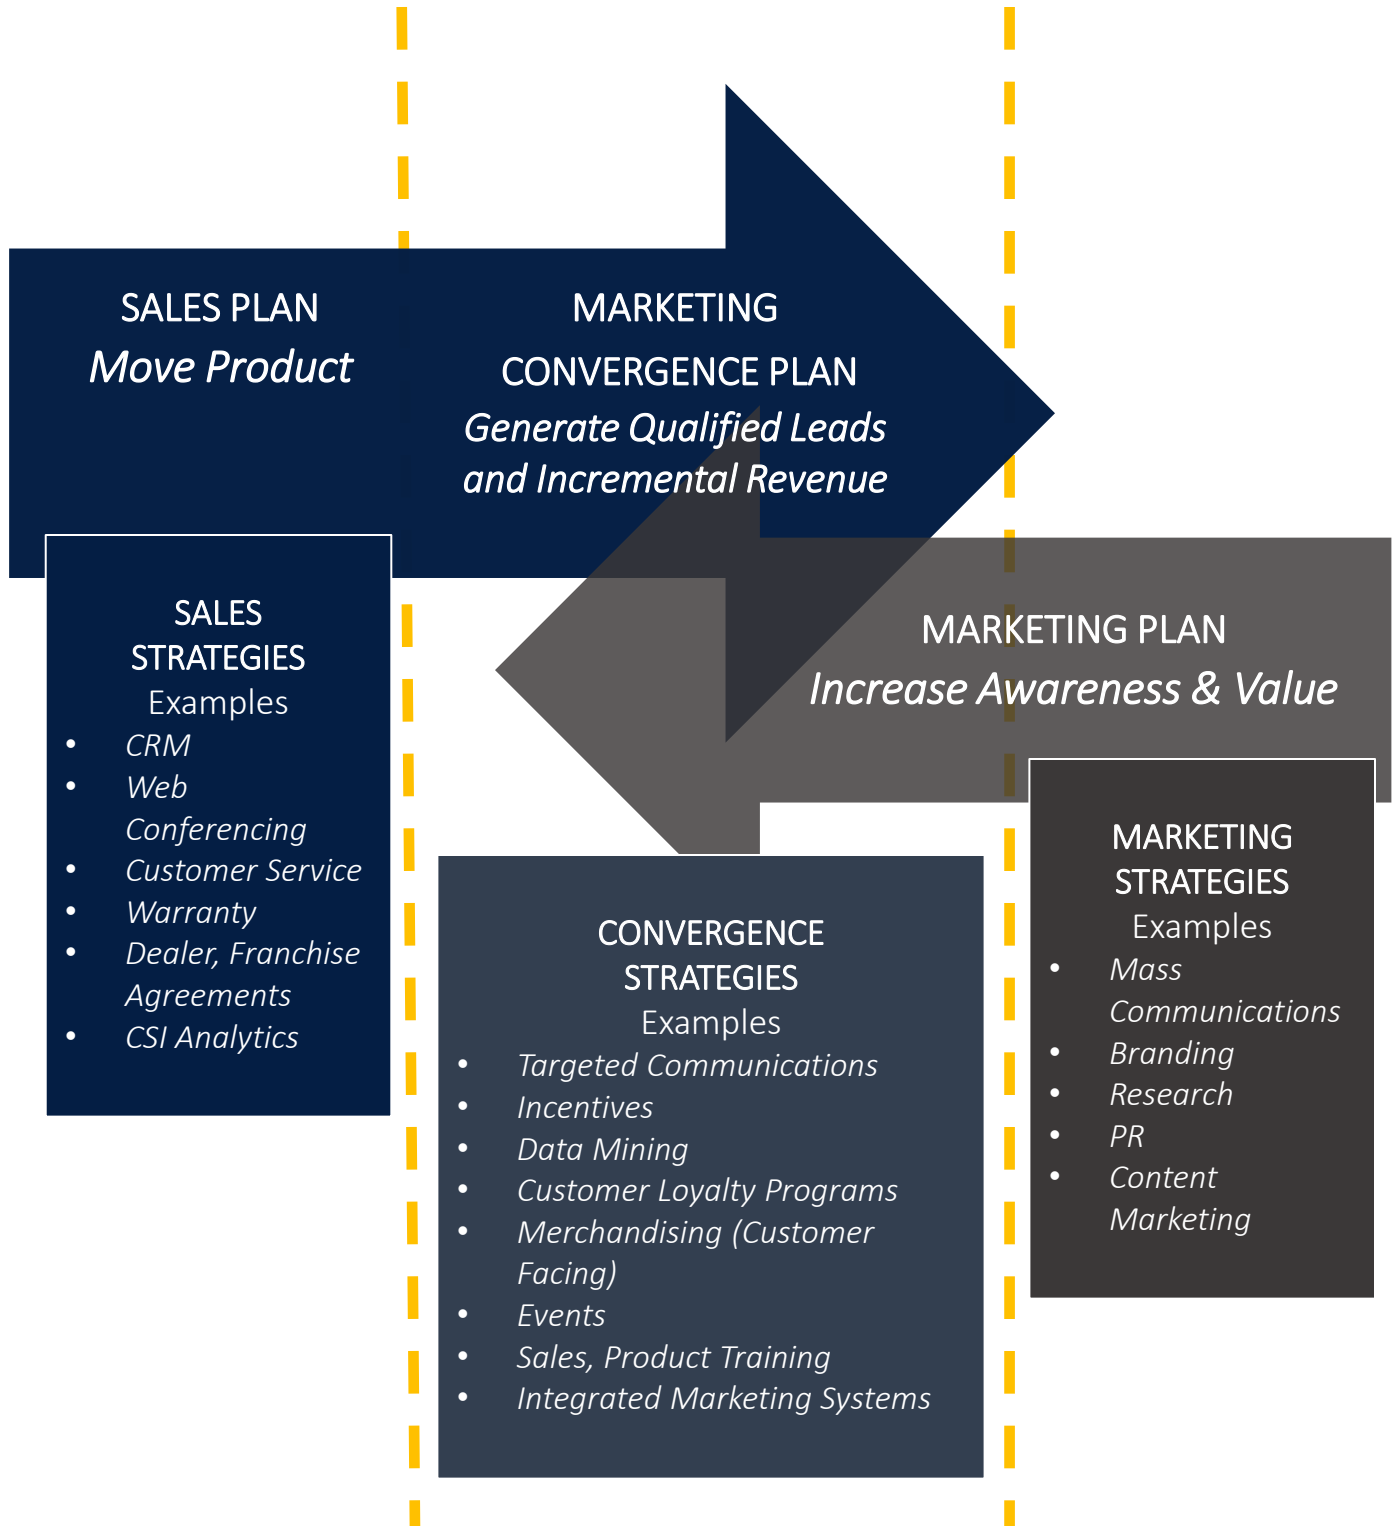 SALES PLAN
Move Product
MARKETING
CONVERGENCE PLAN
Generate Qualified Leads
and Incremental Revenue
MARKETING PLAN
Increase Awareness & Value
SALES
STRATEGIES
Examples
• CRM
• Web
Conferencing
• Customer Service
• Warranty
• Dealer, Franchise
Agreements
• CSI Analytics
CONVERGENCE
STRATEGIES
Examples
• Targeted Communications
• Incentives
• Data Mining
• Customer Loyalty Programs
• Merchandising (Customer
Facing)
• Events
• Sales, Product Training
• Integrated Marketing Systems
MARKETING
STRATEGIES
Examples
• Mass
Communications
• Branding
• Research
• PR
• Content
Marketing